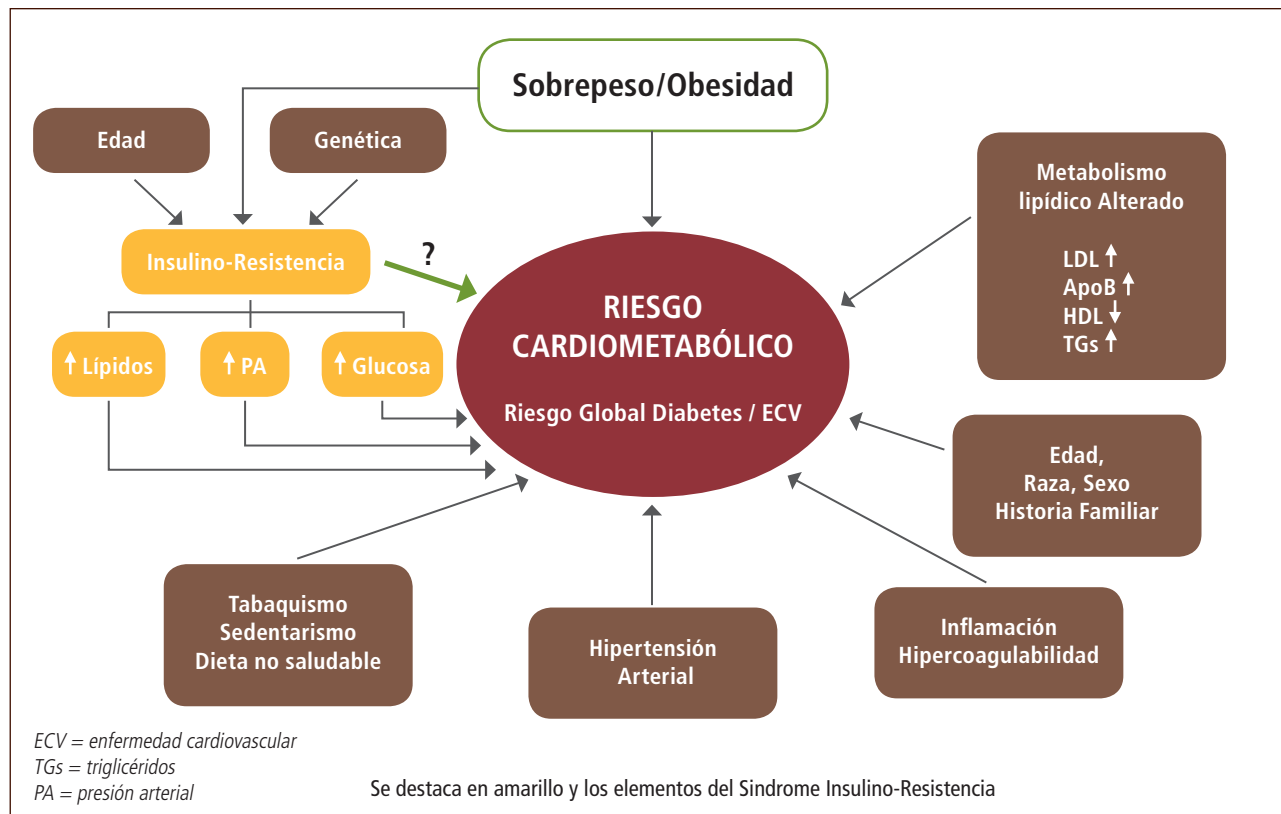 Sobrepeso/Obesidad
Edad
Genética
Insulino-Resistencia
?
↑ Lípidos
↑ PA
↑ Glucosa
RIESGO
CARDIOMETABÓLICO
Riesgo Global Diabetes / ECV
Metabolismo
lipídico Alterado
LDL ↑
ApoB ↑
HDL ↓
TGs ↑
Edad,
Raza, Sexo
Historia Familiar
Inflamación
Hipercoagulabilidad
Hipertensión
Arterial
Tabaquismo
Sedentarismo
Dieta no saludable
ECV = enfermedad cardiovascular
TGs = triglicéridos
PA = presión arterial
Se destaca en amarillo y los elementos del Sindrome Insulino-Resistencia